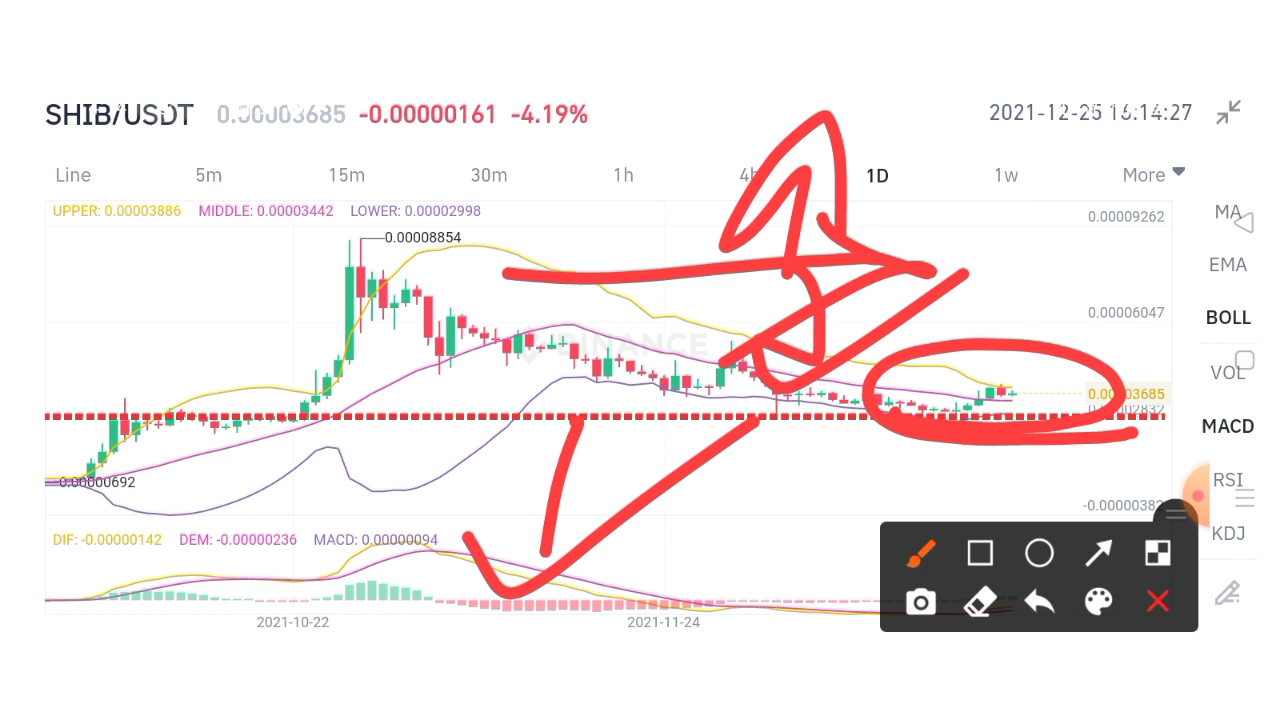 SHIB/USDT 0.00003685 -0.00000161 -4.19% 2021-12-25 16:14:27
Line 5m 15m 30m 1h 4h 1D 1w More
UPPER: 0.00003886 MIDDLE: 0.00003442 LOWER: 0.00002998
0.00009262
MA
0.00008854
EMA
0.00006047
BOLL
BINANCE
VOL
0.00003685
0.00002832
MACD
0.00000692
RSI
-0.00000382
KDJ
DIF: -0.00000142 DEM: -0.00000236 MACD: 0.00000094
2021-10-22 2021-11-24